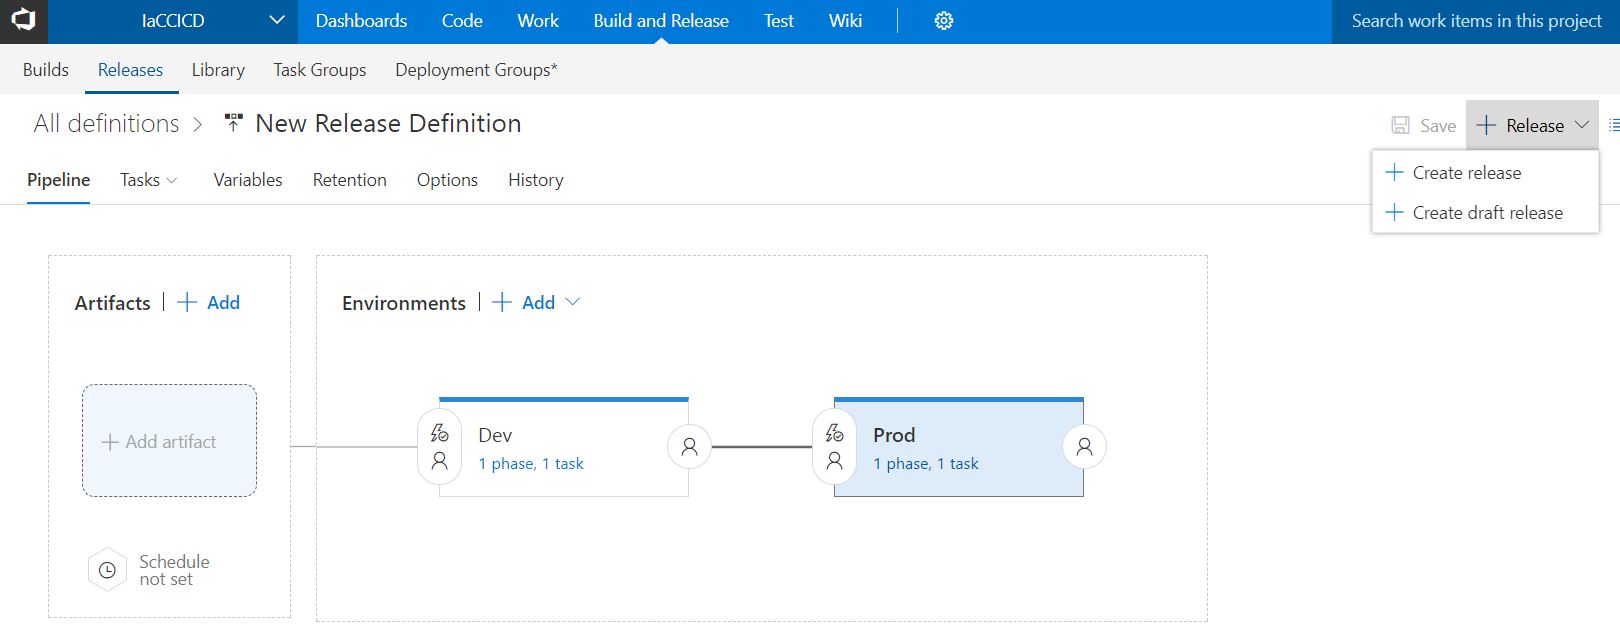 IaCCICD Dashboards Code Work Build and Release Test Wiki Search work items in this project
Builds Releases Library Task Groups Deployment Groups*
All definitions > New Release Definition Save + Release
Pipeline Tasks Variables Retention Options History
+ Create release
+ Create draft release
Artifacts | + Add Environments | + Add
+ Add artifact
Dev
1 phase, 1 task
Prod
1 phase, 1 task
Schedule
not set